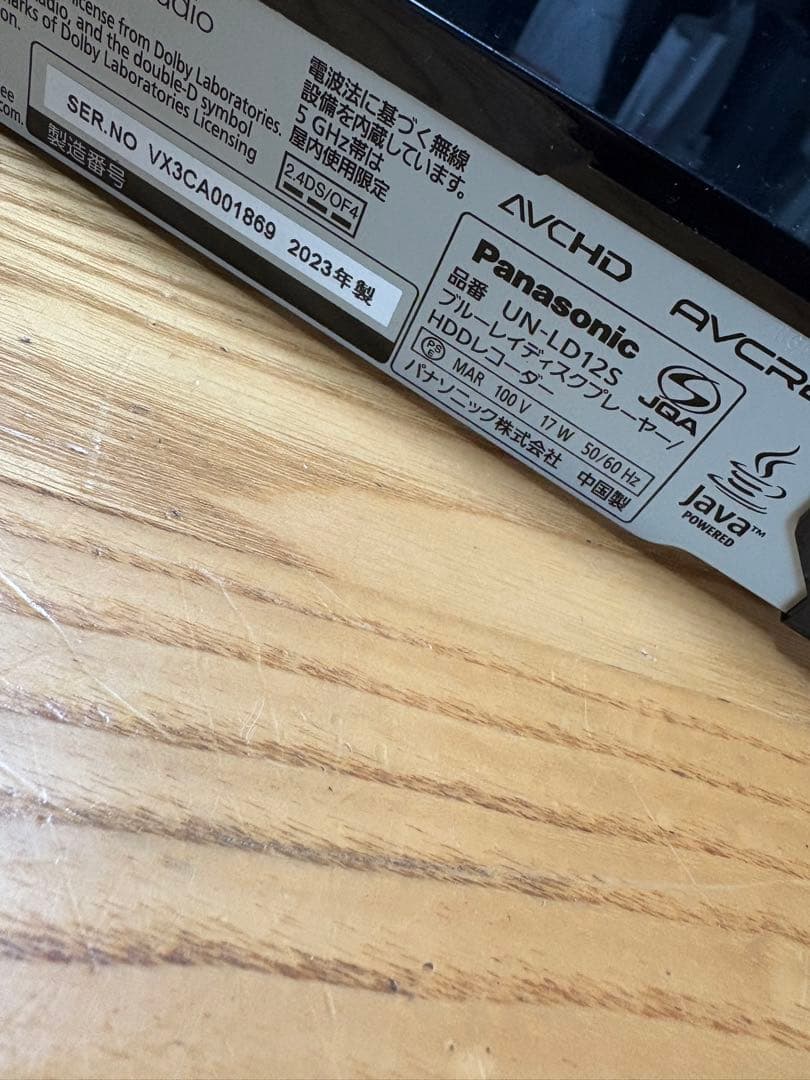 license from Dolby Laboratories.
and the double-D symbol
of Dolby Laboratories Licensing
SER.NO VX3CA001869 2023年製
製造番号
電波法に基づく無線
設備を内蔵しています。
5 GHz帯は
屋内使用限定
2.4DS/OF4
AVCHD
Panasonic
品番 UN-LD12S
ブルーレイディスクプレーヤー/
HDDレコーダー
PS
E
MAR 100 V 17 W 50/60 Hz
パナソニック株式会社 中国製
JQA
Java™
POWERED